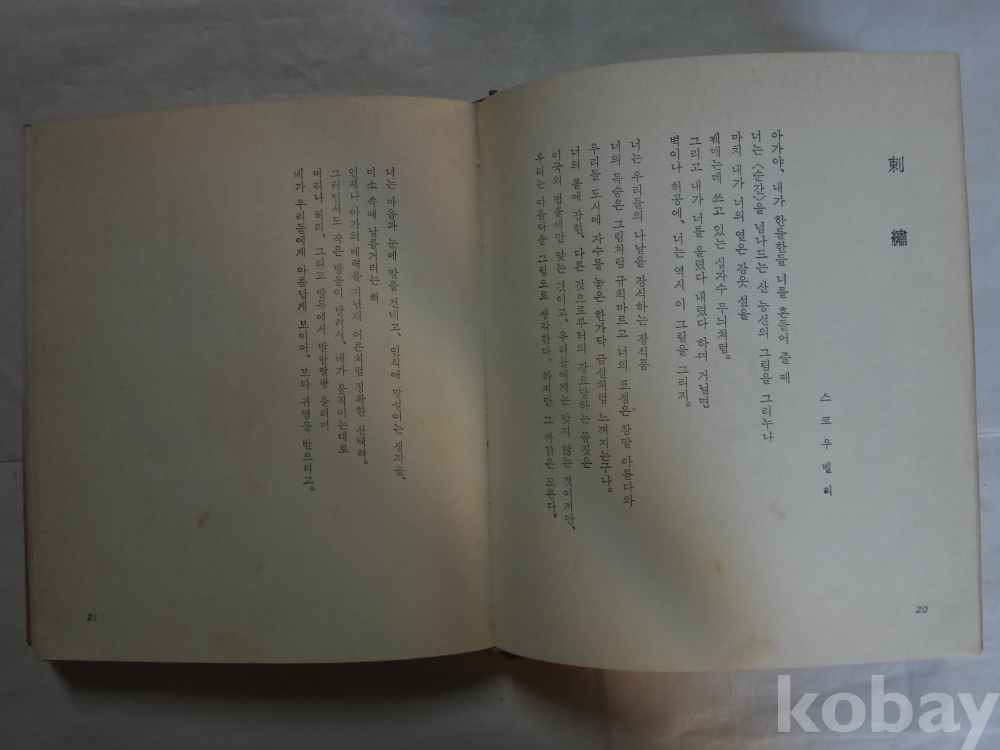 刺繡
스코우벨리
아가야, 내가 한들한들 너를 흔들어 줄 때
너는 〈순간〉을 넘나드는 산 능선의 그림을 그리누나
마치 내가 너의 엷은 감옷 섶을
꿰매는데 쓰고 있는 십자수 무늬처럼.
그리고 내가 너를 올렸다 내렸다 하며 거닐면
벽이나 허공에, 너는 역시 이 그림을 그리지.
너는 우리들의 나날을 장식하는 장식품
너의 목숨은 그림처럼 규칙바르고 너의 표정은 참말 아름다와
우리들 도시에 자수를 놓은 한가닥 금실처럼 느껴지는구나.
너의 틀에 잡힌, 다른 것으로부터의 강요당하는 몸짓은
이국의 법들에만 맞는 것이고, 우리들에게는 맞지 않는 것이지만,
우리는 아름다운 그림으로 생각한다. 하지만 그 까닭은 모른다.
20
너는 마음과 눈에 말을 건네고, 인식에 망설이는 생각을,
미소 속에 날름거리는 혀
언제나 아가의 매력을 지닌채 어른처럼 정확한 선택력.
그러면서도 작은 방울이 달려서, 네가 움직이는대로
머리나 허리, 그리고 발목에서 딸랑딸랑 울리며
네가 우리들에게 아름답게 보이어, 보다 귀염을 받으려고.
21
kobay